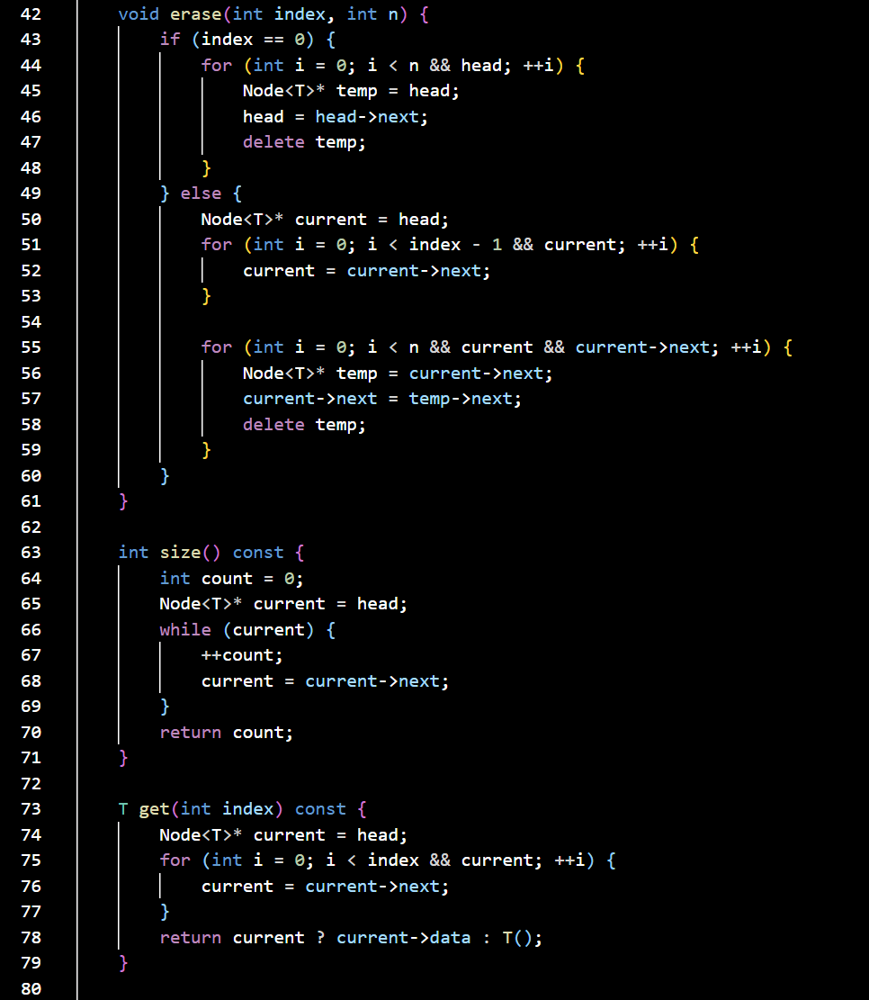 42 void erase(int index, int n) {
43 if (index == 0) {
44 for (int i = 0; i < n && head; ++i) {
45 Node<T>* temp = head;
46 head = head->next;
47 delete temp;
48 }
49 } else {
50 Node<T>* current = head;
51 for (int i = 0; i < index - 1 && current; ++i) {
52 current = current->next;
53 }
54
55 for (int i = 0; i < n && current && current->next; ++i) {
56 Node<T>* temp = current->next;
57 current->next = temp->next;
58 delete temp;
59 }
60 }
61 }
62
63 int size() const {
64 int count = 0;
65 Node<T>* current = head;
66 while (current) {
67 ++count;
68 current = current->next;
69 }
70 return count;
71 }
72
73 T get(int index) const {
74 Node<T>* current = head;
75 for (int i = 0; i < index && current; ++i) {
76 current = current->next;
77 }
78 return current ? current->data : T();
79 }
80